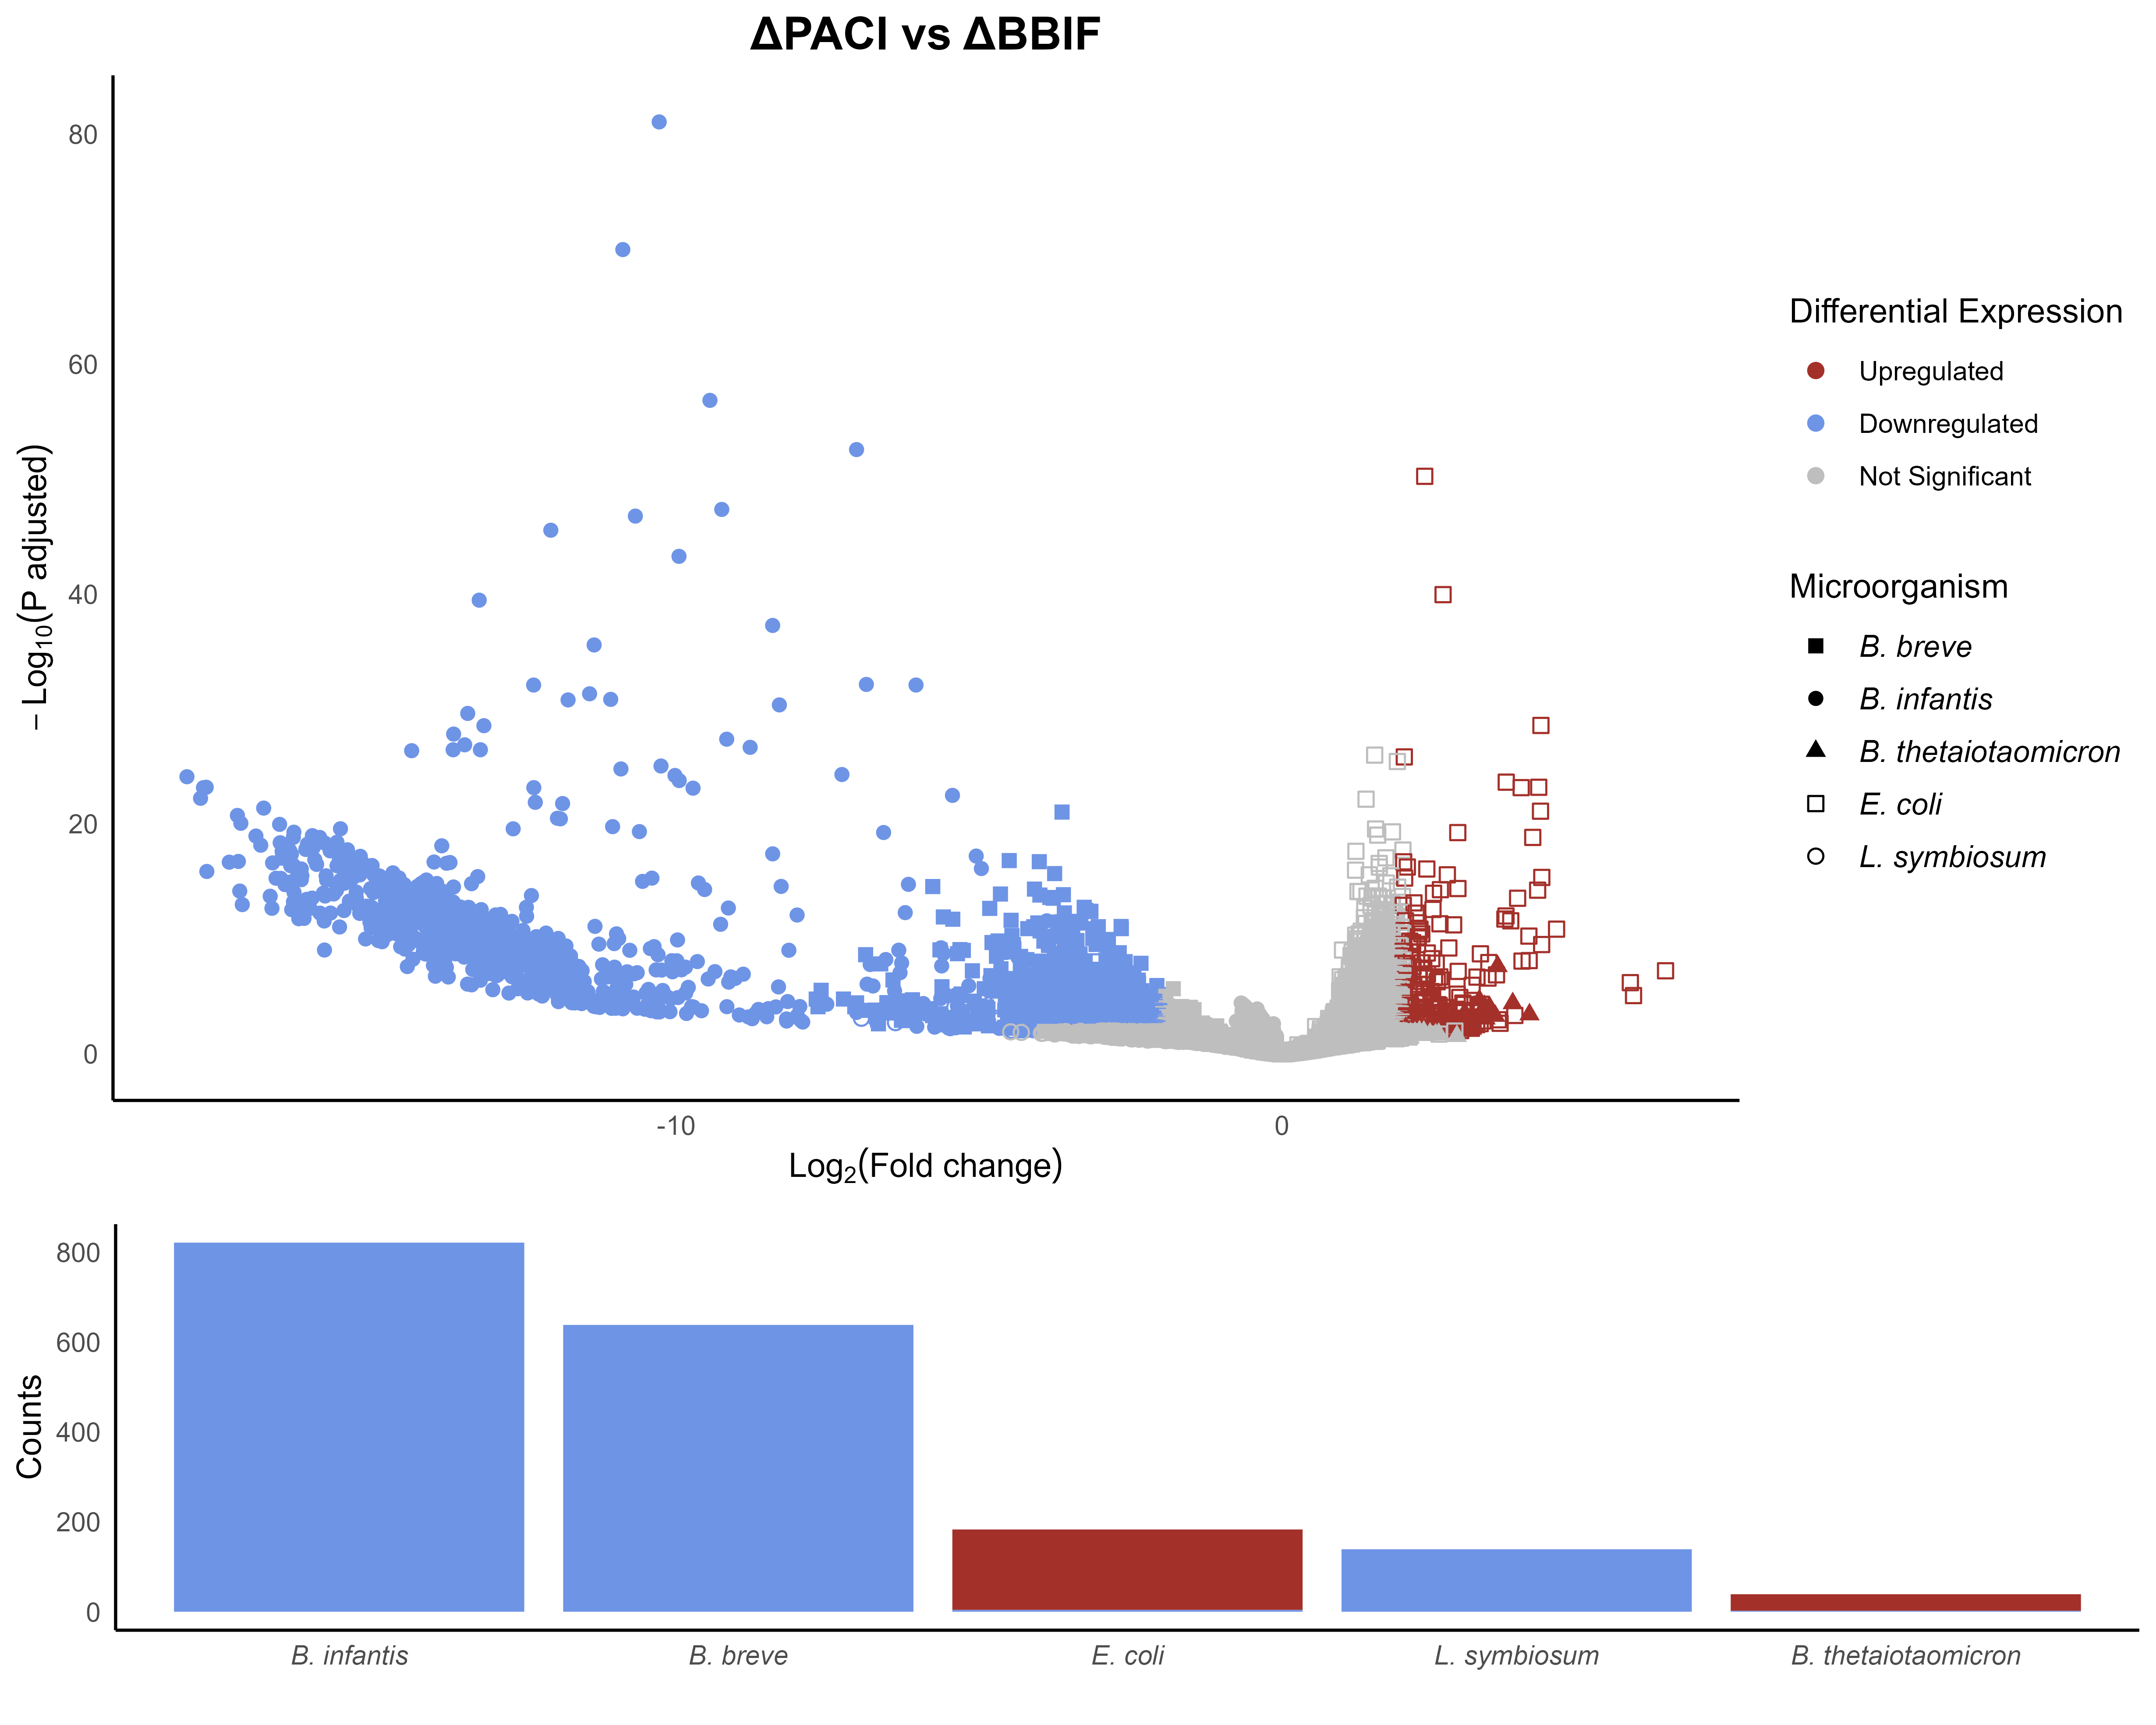 ΔPACI vs ΔBBIF
80
60
40
20
0
− Log10(P adjusted)
-10
0
Log2(Fold change)
Differential Expression
Upregulated
Downregulated
Not Significant
Microorganism
B. breve
B. infantis
B. thetaiotaomicron
E. coli
L. symbiosum
800
600
400
200
0
Counts
B. infantis
B. breve
E. coli
L. symbiosum
B. thetaiotaomicron